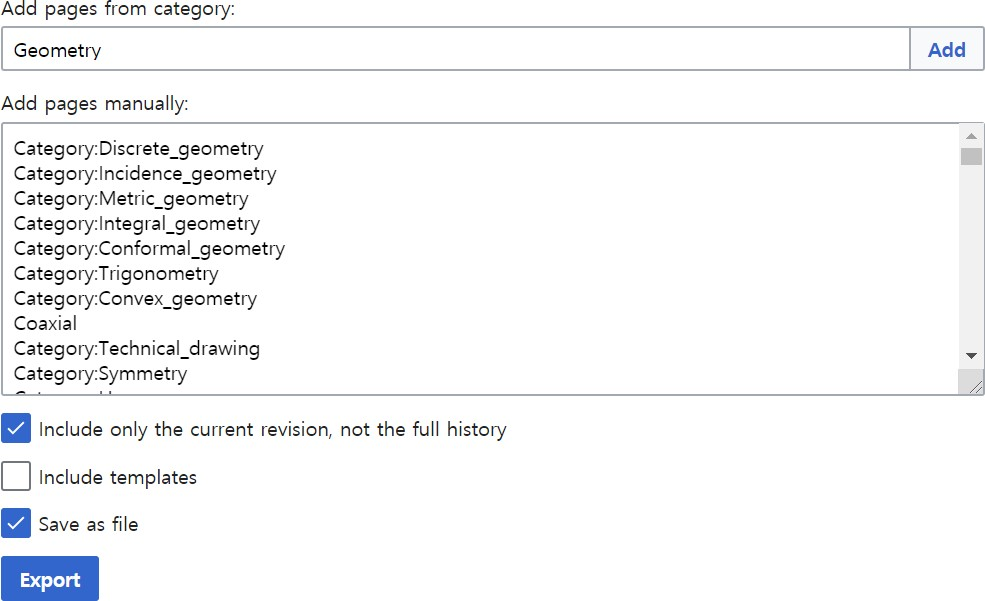 Add pages from category:
Geometry
Add
Add pages manually:
Category:Discrete_geometry
Category:Incidence_geometry
Category:Metric_geometry
Category:Integral_geometry
Category:Conformal_geometry
Category:Trigonometry
Category:Convex_geometry
Coaxial
Category:Technical_drawing
Category:Symmetry
Include only the current revision, not the full history
Include templates
Save as file
Export